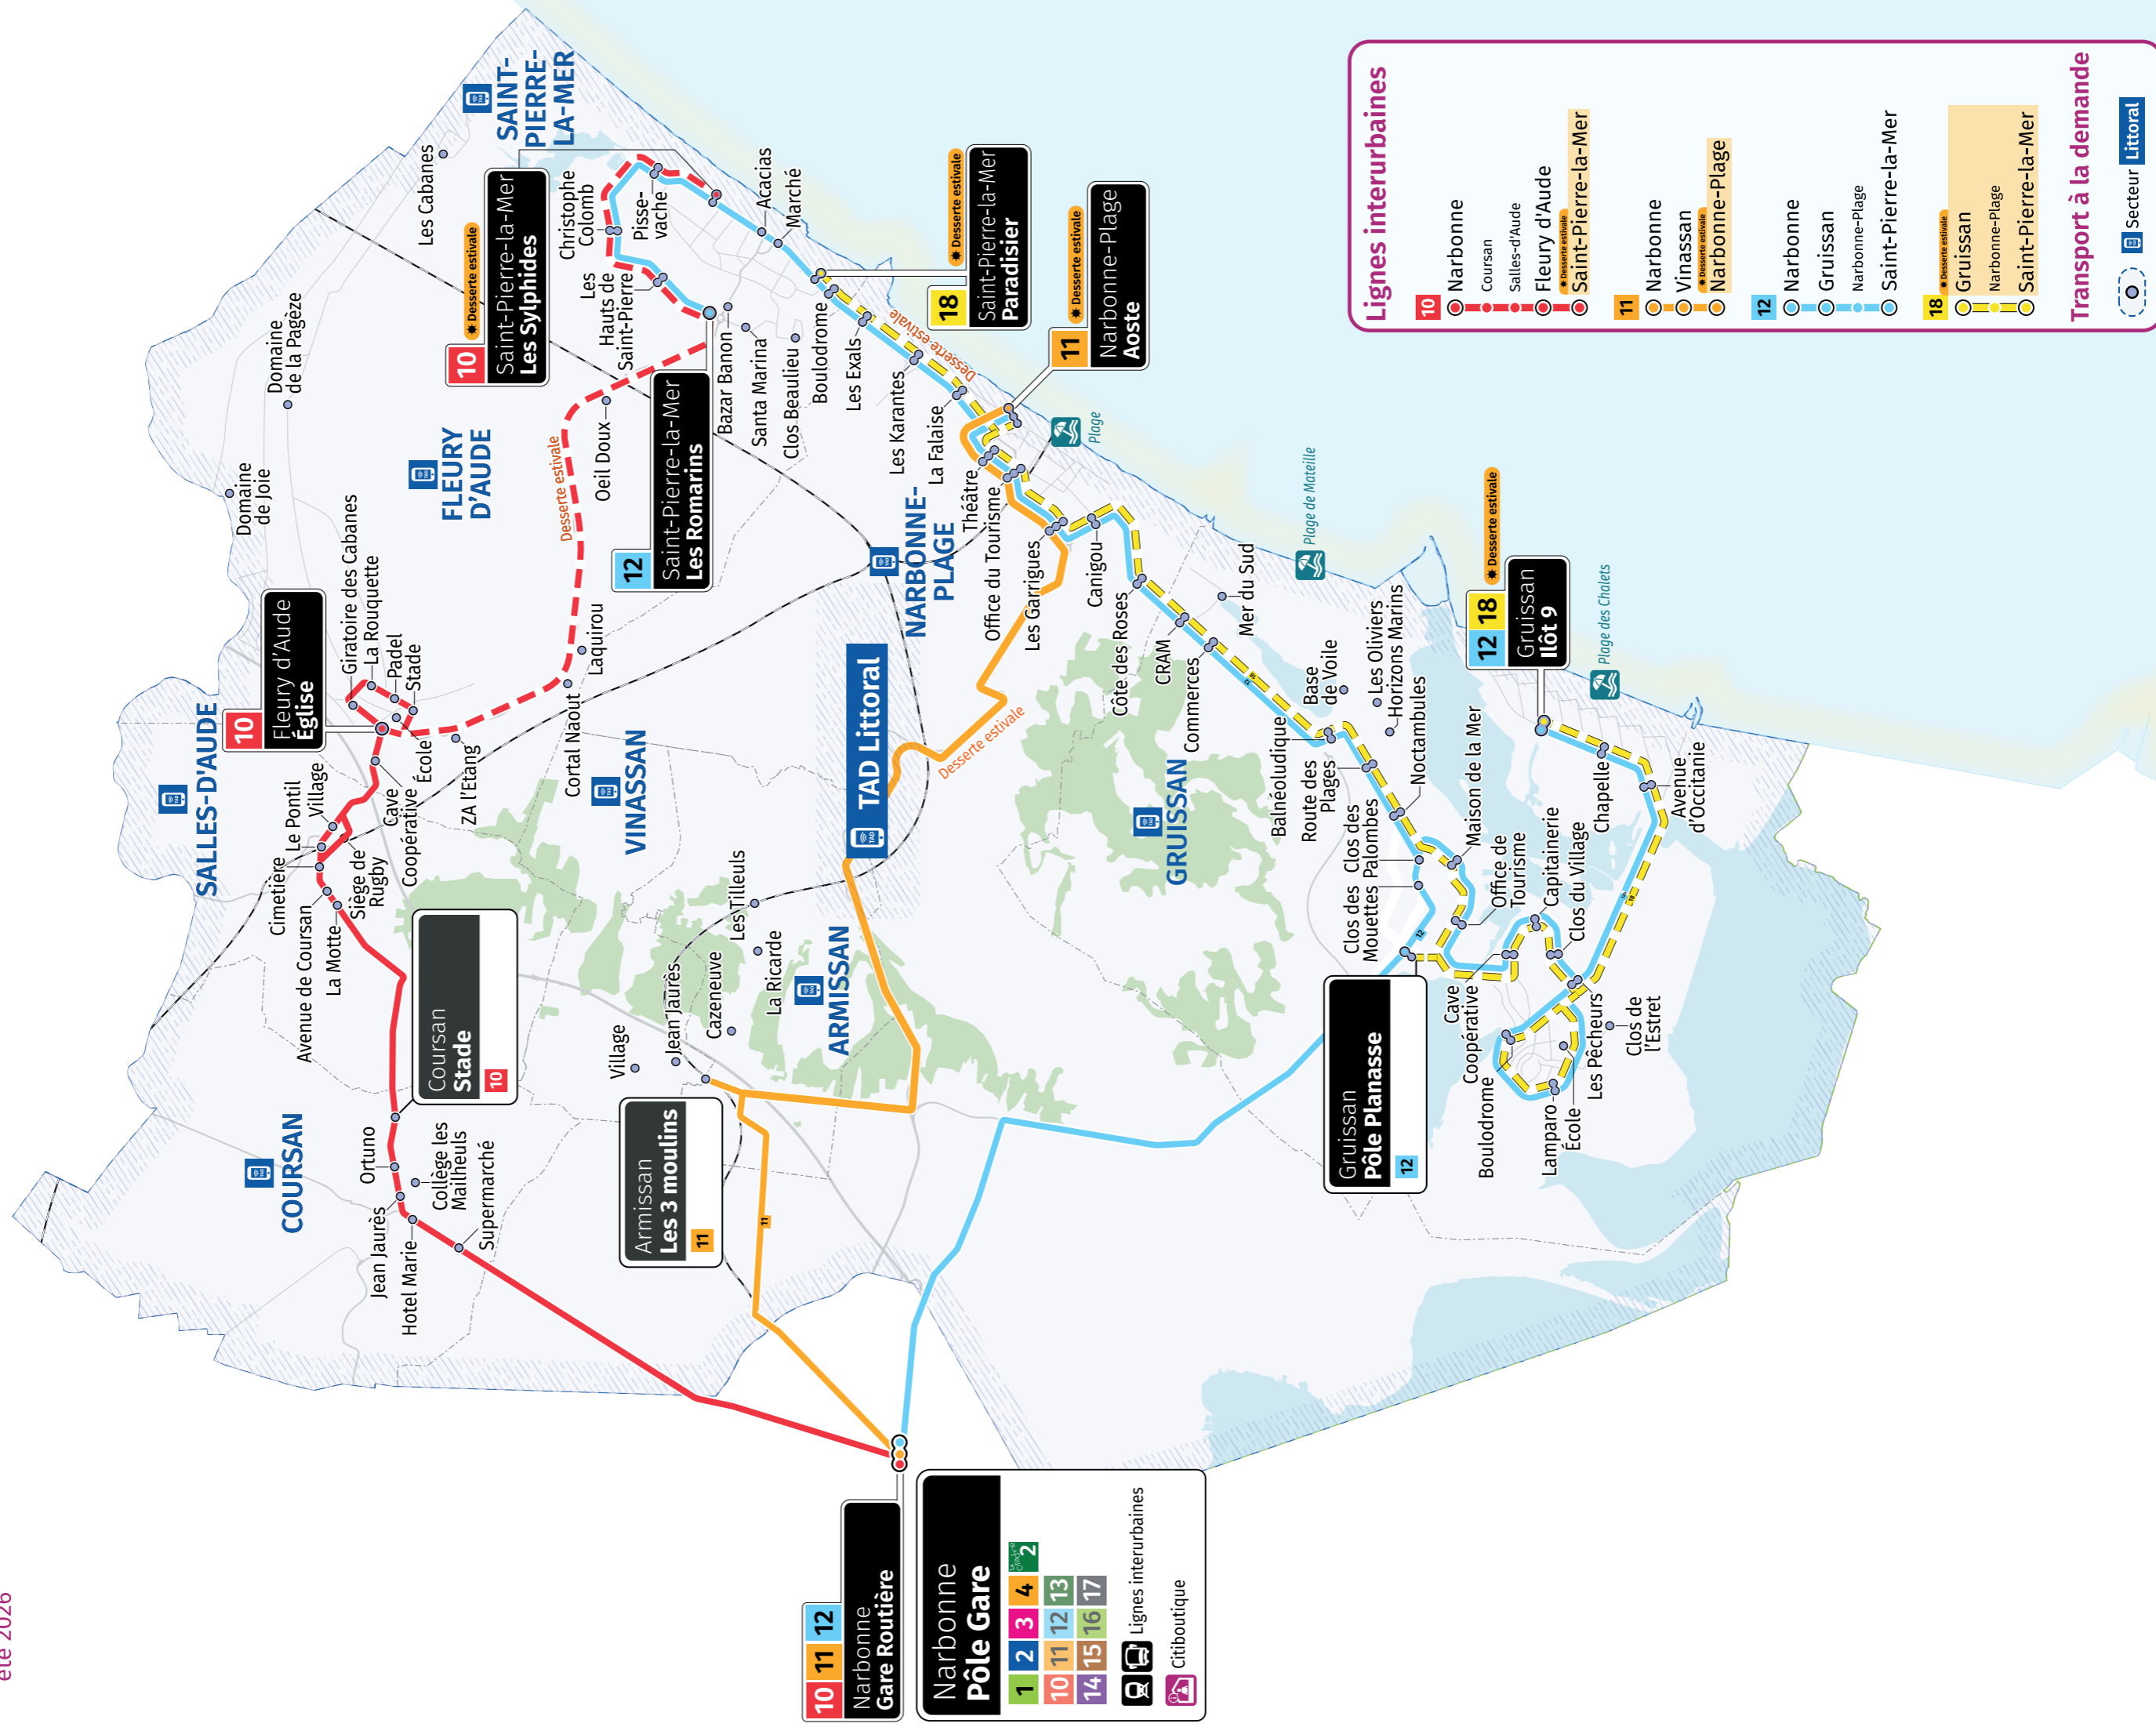 été 2026
SAINT-
PIERRE-
LA-MER
Les Cabanes
10
Desserte estivale
Saint-Pierre-la-Mer
Les Sylphides
Christophe
Colomb
Pisse-
vache
Les
Hauts de
Saint-Pierre
Acacias
Marché
18
Desserte estivale
Saint-Pierre-la-Mer
Paradisier
11
Desserte estivale
Narbonne-Plage
Aoste
Domaine
de la Pagèze
Domaine
de Joie
FLEURY
D'AUDE
Desserte estivale
Oeil Doux
12
Saint-Pierre-la-Mer
Les Romarins
Bazar Banon
Santa Marina
Clos Beaulieu
Boulodrome
Les Exals
Les Karantes
La Falaise
Desserte estivale
Plage
Théâtre
Office du Tourisme
Les Garrigues
Canigou
Côte des Roses
CRAM
Commerces
Mer du Sud
NARBONNE-
PLAGE
10
Fleury d'Aude
Église
Giratoire des Cabanes
La Rouquette
Padel
Stade
École
Cave
Coopérative
ZA l'Etang
Cortal Naout
Laquirou
SALLES-D'AUDE
Cimetière
Le Pontil
Village
Siège de
Rugby
Avenue de Coursan
La Motte
VINASSAN
TAD
TAD Littoral
Desserte estivale
Les Tilleuls
La Ricarde
Cazeneuve
Jean Jaurès
Village
ARMISSAN
GRUISSAN
Coursan
Stade
10
COURSAN
Ortuno
Collège les
Mailheuls
Jean Jaurès
Hotel Marie
Supermarché
Armissan
Les 3 moulins
11
11
Plage de Mateille
Plage des Chalets
12 18
Desserte estivale
Gruissan
Ilôt 9
Base
de Voile
Les Oliviers
Horizons Marins
Balnéoludique
Route des
Plages
Noctambules
Clos des
Palombes
Clos des
Mouettes
Maison de la Mer
Office de
Tourisme
Capitainerie
Clos du Village
Chapelle
Avenue
d'Occitanie
12
Gruissan
Pôle Planasse
12
Cave
Coopérative
Boulodrome
Lamparo
École
Les Pêcheurs
Clos de
l'Estret
10 11 12
Narbonne
Gare Routière
Narbonne
Pôle Gare
1 2 3 4 2
10 11 12 13
14 15 16 17
Lignes interurbaines
Citiboutique
Lignes interurbaines
10
Narbonne
Coursan
Salles-d'Aude
Fleury d'Aude
Desserte estivale
Saint-Pierre-la-Mer
11
Narbonne
Vinassan
Desserte estivale
Narbonne-Plage
12
Narbonne
Gruissan
Narbonne-Plage
Saint-Pierre-la-Mer
18
Desserte estivale
Gruissan
Narbonne-Plage
Saint-Pierre-la-Mer
Transport à la demande
Secteur Littoral